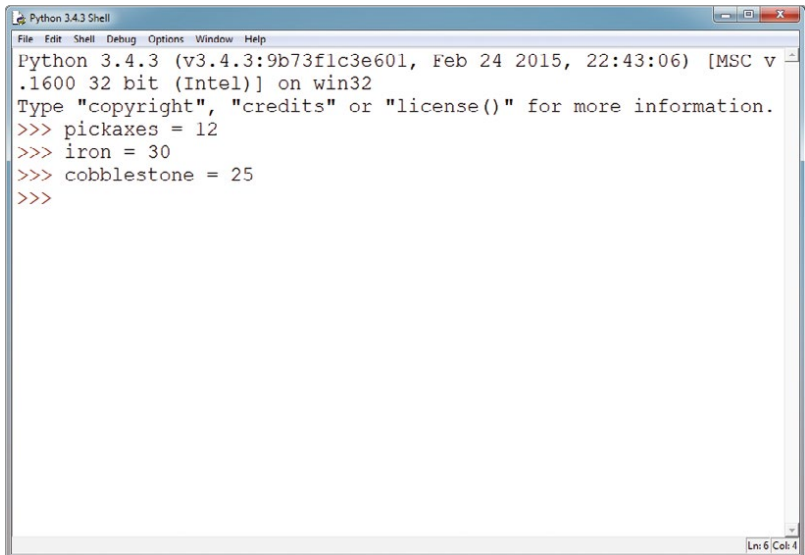 Python 3.4.3 Shell
File Edit Shell Debug Options Window Help
Python 3.4.3 (v3.4.3:9b73f1c3e601, Feb 24 2015, 22:43:06) [MSC v
.1600 32 bit (Intel)] on win32
Type "copyright", "credits" or "license()" for more information.
>>> pickaxes = 12
>>> iron = 30
>>> cobblestone = 25
>>>
Ln: 6 Col: 4